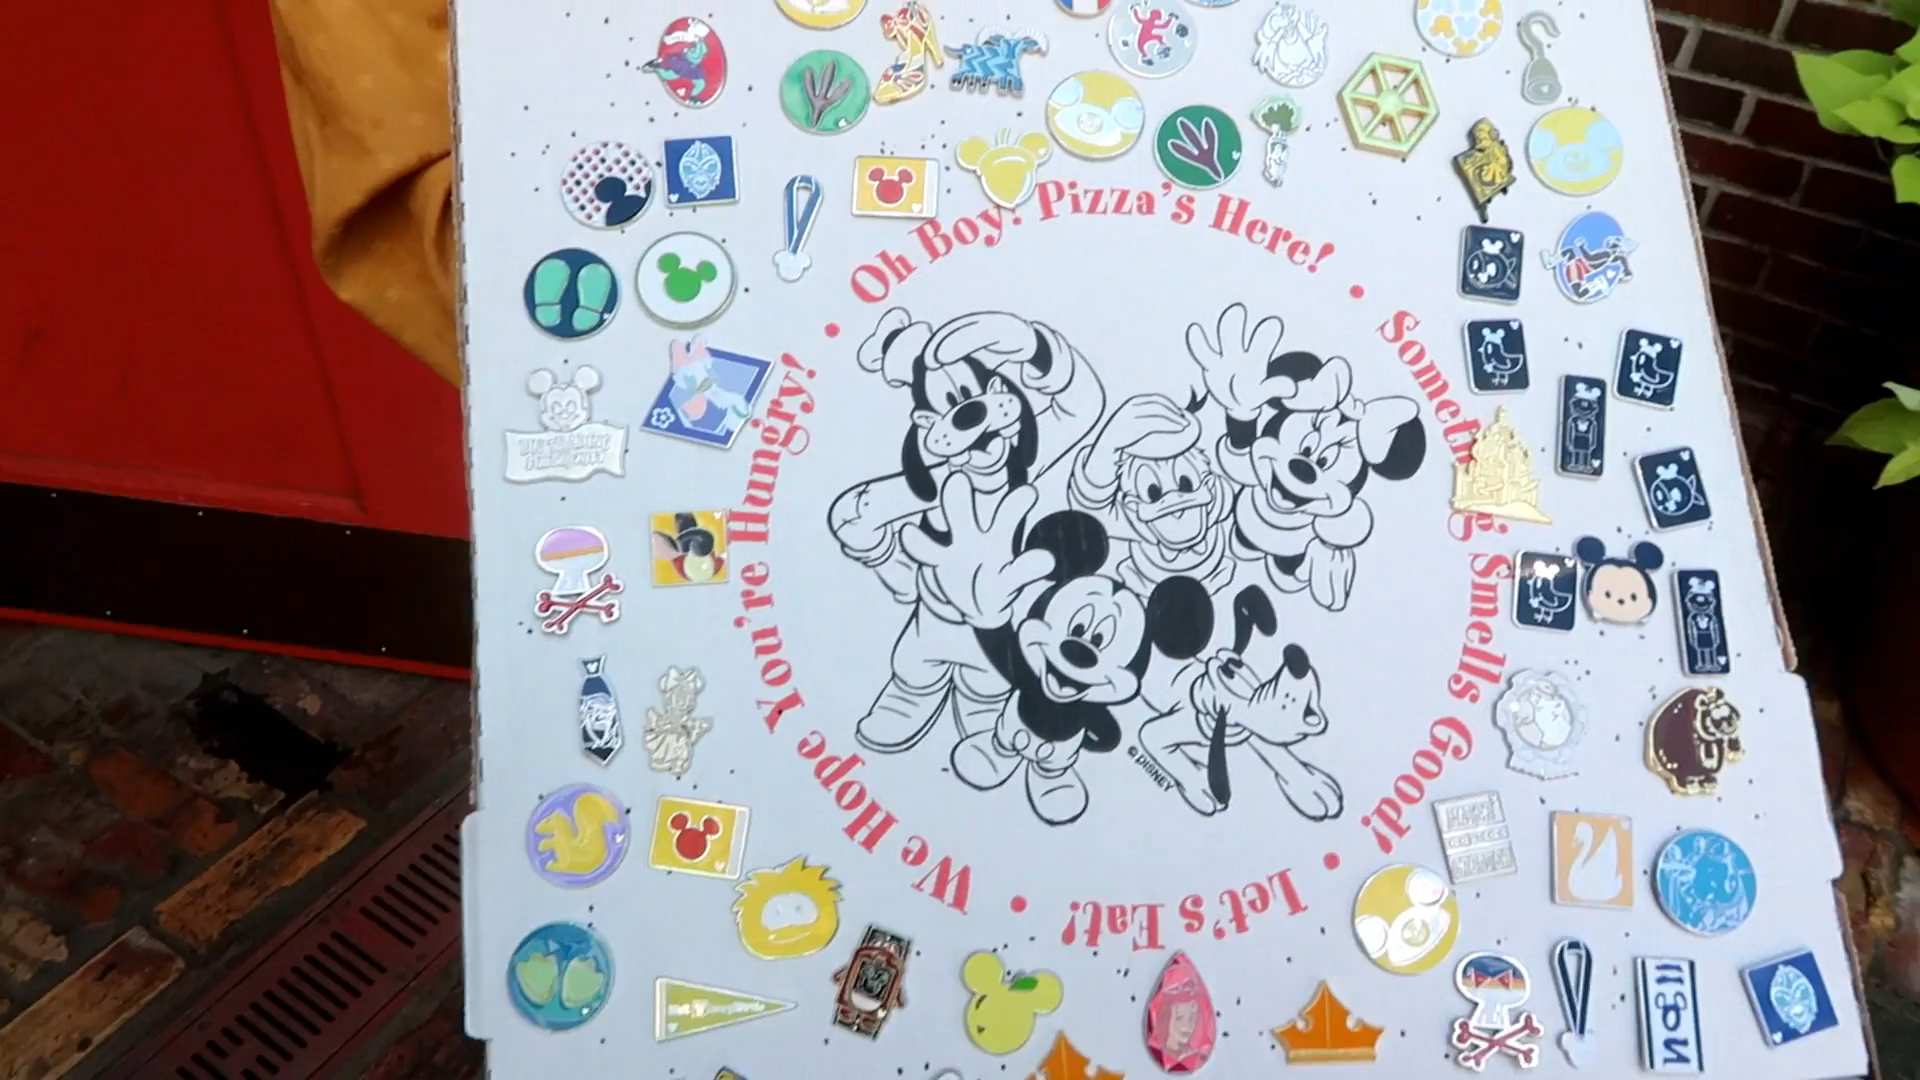 Oh Boy! Pizza's Here!
Something Smells Good!
Let's Eat!
We Hope You're Hungry!
©DISNEY